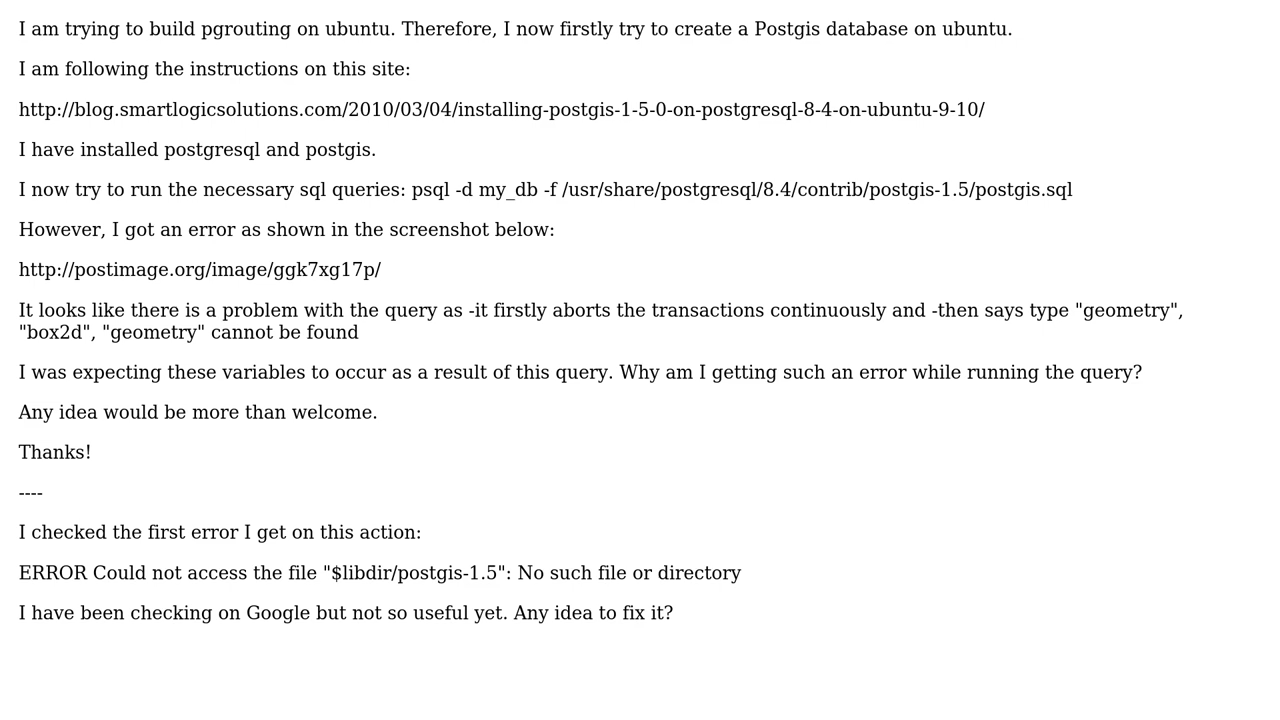 I am trying to build pgrouting on ubuntu. Therefore, I now firstly try to create a Postgis database on ubuntu.
I am following the instructions on this site:
http://blog.smartlogicsolutions.com/2010/03/04/installing-postgis-1-5-0-on-postgresql-8-4-on-ubuntu-9-10/
I have installed postgresql and postgis.
I now try to run the necessary sql queries: psql -d my_db -f /usr/share/postgresql/8.4/contrib/postgis-1.5/postgis.sql
However, I got an error as shown in the screenshot below:
http://postimage.org/image/ggk7xg17p/
It looks like there is a problem with the query as -it firstly aborts the transactions continuously and -then says type "geometry",
"box2d", "geometry" cannot be found
I was expecting these variables to occur as a result of this query. Why am I getting such an error while running the query?
Any idea would be more than welcome.
Thanks!
----
I checked the first error I get on this action:
ERROR Could not access the file "$libdir/postgis-1.5": No such file or directory
I have been checking on Google but not so useful yet. Any idea to fix it?